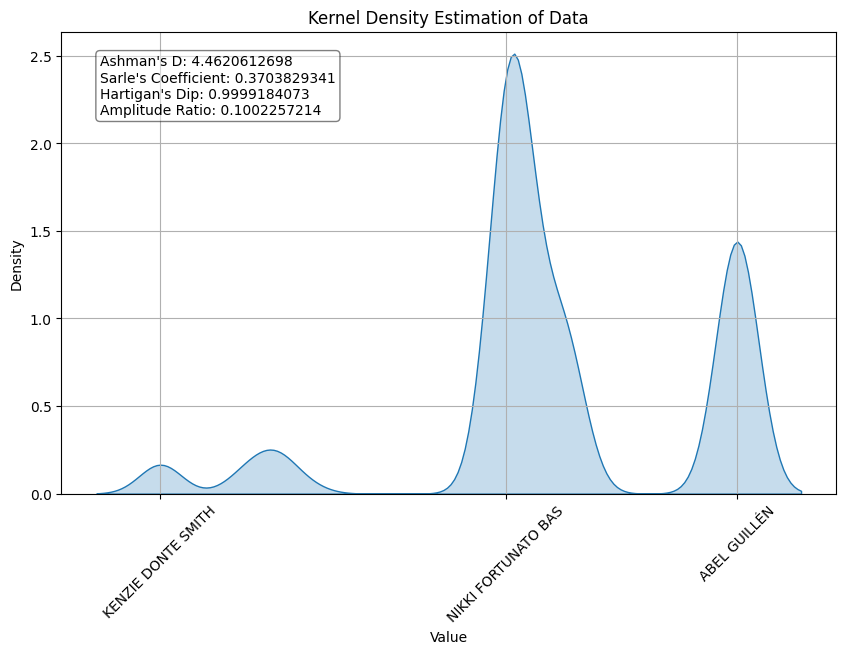 Kernel Density Estimation of Data
Ashman's D: 4.4620612698
Sarle's Coefficient: 0.3703829341
Hartigan's Dip: 0.9999184073
Amplitude Ratio: 0.1002257214
Density
2.5
2.0
1.5
1.0
0.5
0.0
KENZIE DONTE SMITH
NIKKI FORTUNATO BAS
ABEL GUILLÉN
Value